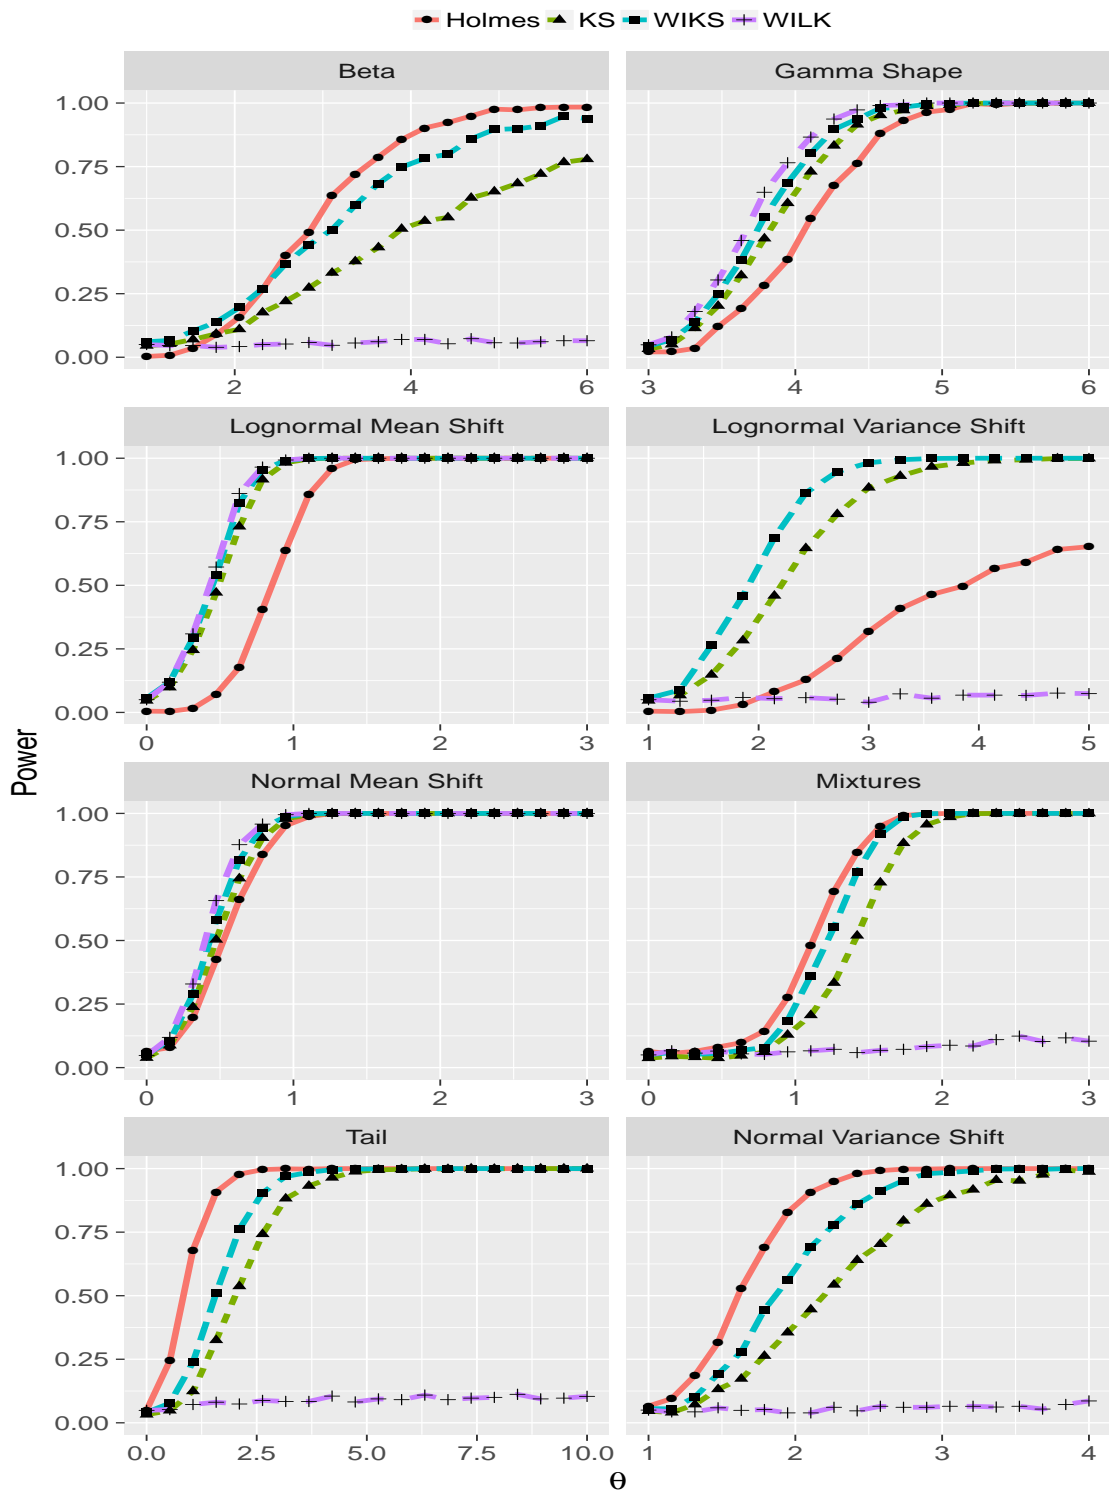 Holmes KS WIKS WILK
Beta
Gamma Shape
1.00
0.75
0.50
0.25
0.00
2 4 6
3 4 5 6
Lognormal Mean Shift
Lognormal Variance Shift
1.00
0.75
0.50
0.25
0.00
0 1 2 3
1 2 3 4 5
Power
Normal Mean Shift
Mixtures
1.00
0.75
0.50
0.25
0.00
0 1 2 3
0 1 2 3
Tail
Normal Variance Shift
1.00
0.75
0.50
0.25
0.00
0.0 2.5 5.0 7.5 10.0
1 2 3 4
θ